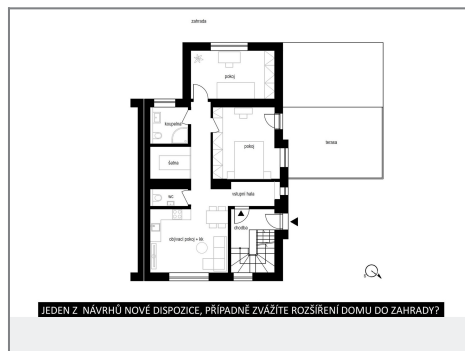 zahrada
pokoj
koupelna
pokoj
terasa
šatna
wc
vstupní hala
chodba
obývací pokoj + kk
JEDEN Z NÁVRHŮ NOVÉ DISPOZICE, PŘÍPADNĚ ZVÁŽÍTE ROZŠÍŘENÍ DOMU DO ZAHRADY?